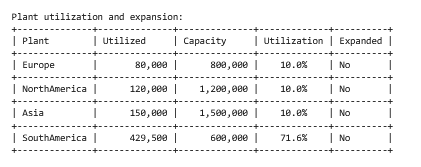 Plant utilization and expansion:
+--------------+--------------+--------------+-------------+----------+
| Plant | Utilized | Capacity | Utilization | Expanded |
+--------------+--------------+--------------+-------------+----------+
| Europe | 80,000 | 800,000 | 10.0% | No |
+--------------+--------------+--------------+-------------+----------+
| NorthAmerica | 120,000 | 1,200,000 | 10.0% | No |
+--------------+--------------+--------------+-------------+----------+
| Asia | 150,000 | 1,500,000 | 10.0% | No |
+--------------+--------------+--------------+-------------+----------+
| SouthAmerica | 429,500 | 600,000 | 71.6% | No |
+--------------+--------------+--------------+-------------+----------+